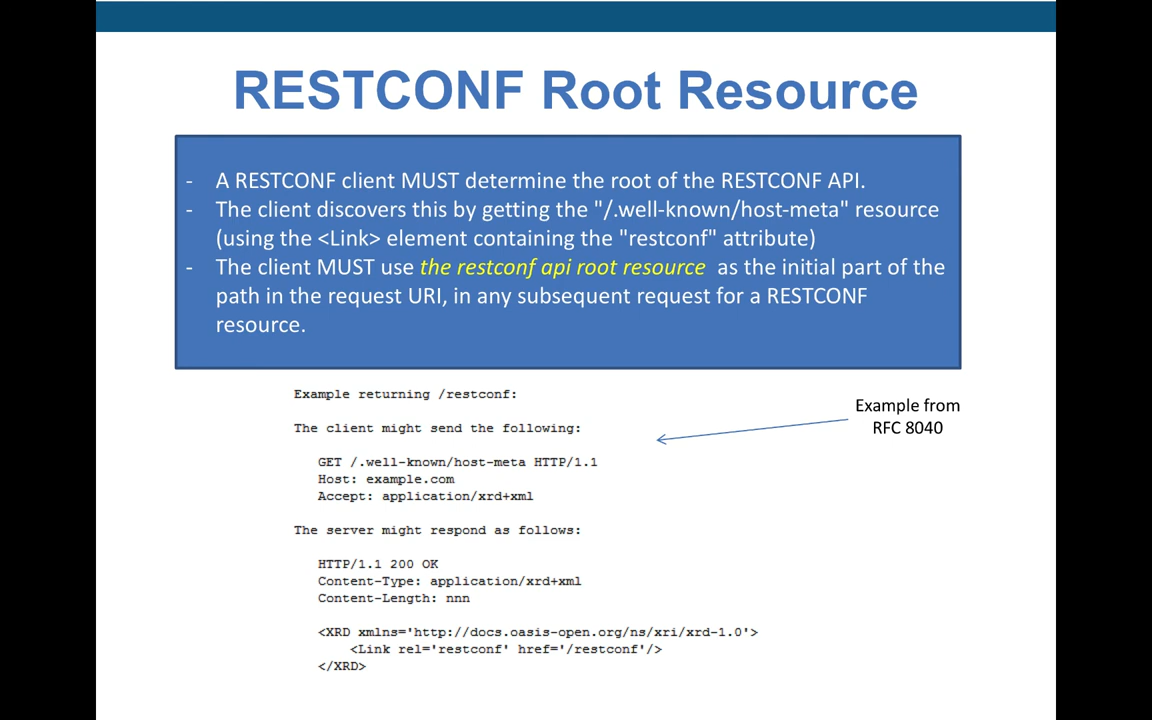 RESTCONF Root Resource
- A RESTCONF client MUST determine the root of the RESTCONF API.
- The client discovers this by getting the "/.well-known/host-meta" resource
(using the <Link> element containing the "restconf" attribute)
- The client MUST use the restconf api root resource as the initial part of the
path in the request URI, in any subsequent request for a RESTCONF
resource.
Example returning /restconf:
Example from
RFC 8040
The client might send the following:
GET /.well-known/host-meta HTTP/1.1
Host: example.com
Accept: application/xrd+xml
The server might respond as follows:
HTTP/1.1 200 OK
Content-Type: application/xrd+xml
Content-Length: nnn
<XRD xmlns='http://docs.oasis-open.org/ns/xri/xrd-1.0'>
<Link rel='restconf' href='/restconf'/>
</XRD>